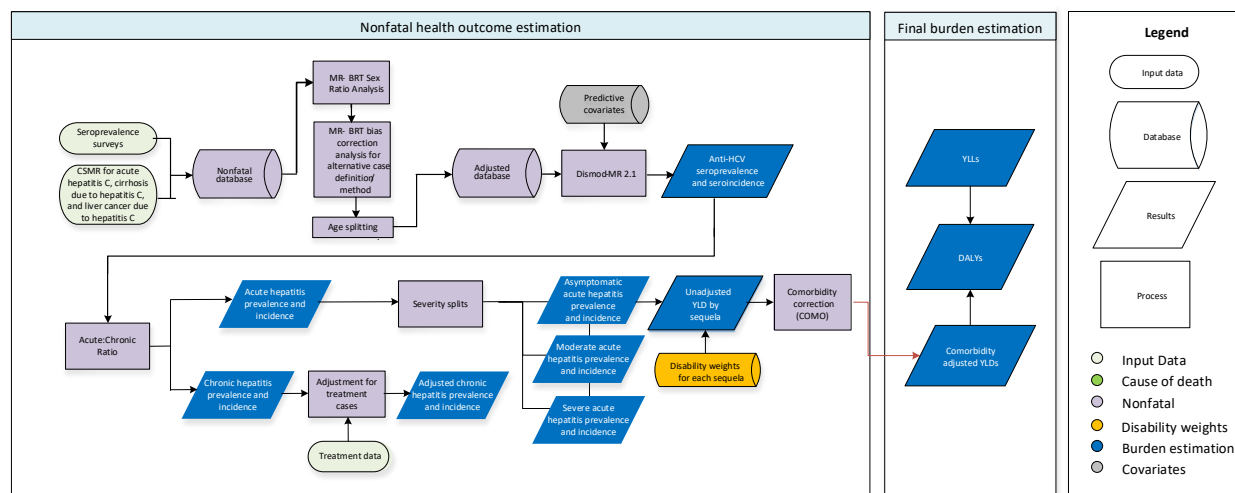 Nonfatal health outcome estimation
Final burden estimation
Legend
Input data
Database
Results
Process
Input Data
Cause of death
Nonfatal
Disability weights
Burden estimation
Covariates
Seroprevalence
surveys
CSMR for acute
hepatitis C, cirrhosis
due to hepatitis C,
and liver cancer due
to hepatitis C
Nonfatal
database
MR- BRT Sex
Ratio Analysis
MR- BRT bias
correction
analysis for
alternative case
definition/
method
Age splitting
Adjusted
database
Predictive
covariates
Dismod-MR 2.1
Anti-HCV
seroprevalence
and seroincidence
Acute:Chronic
Ratio
Acute hepatitis
prevalence and
incidence
Severity splits
Asymptomatic
acute hepatitis
prevalence
and incidence
Moderate acute
hepatitis prevalence
and incidence
Severe acute
hepatitis prevalence
and incidence
Unadjusted
YLD by
sequela
Disability weights
for each sequela
Comorbidity
correction
(COMO)
Chronic hepatitis
prevalence and
incidence
Adjustment for
treatment
cases
Treatment data
Adjusted chronic
hepatitis prevalence
and incidence
YLLs
DALYs
Comorbidity
adjusted YLDs